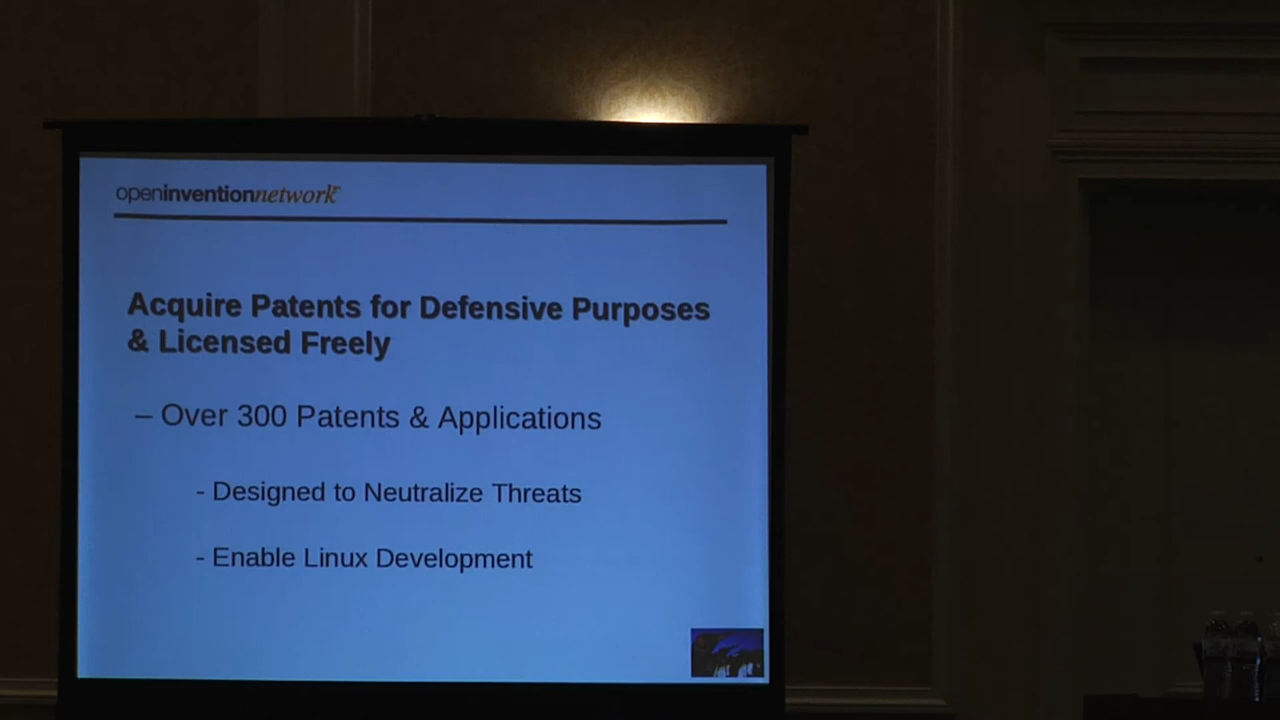 openinventionnetwork
Acquire Patents for Defensive Purposes
& Licensed Freely
– Over 300 Patents & Applications
- Designed to Neutralize Threats
- Enable Linux Development